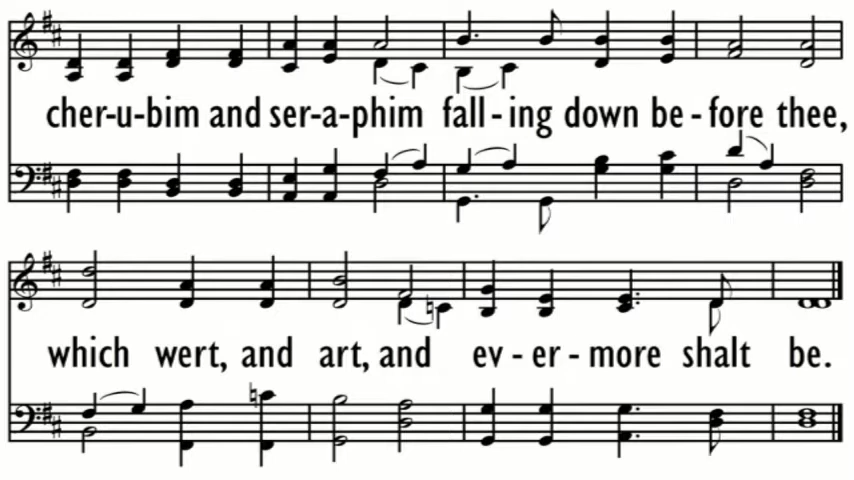 cher-u-bim and ser-a-phim fall-ing down be-fore thee,
which wert, and art, and ev-er-more shalt be.